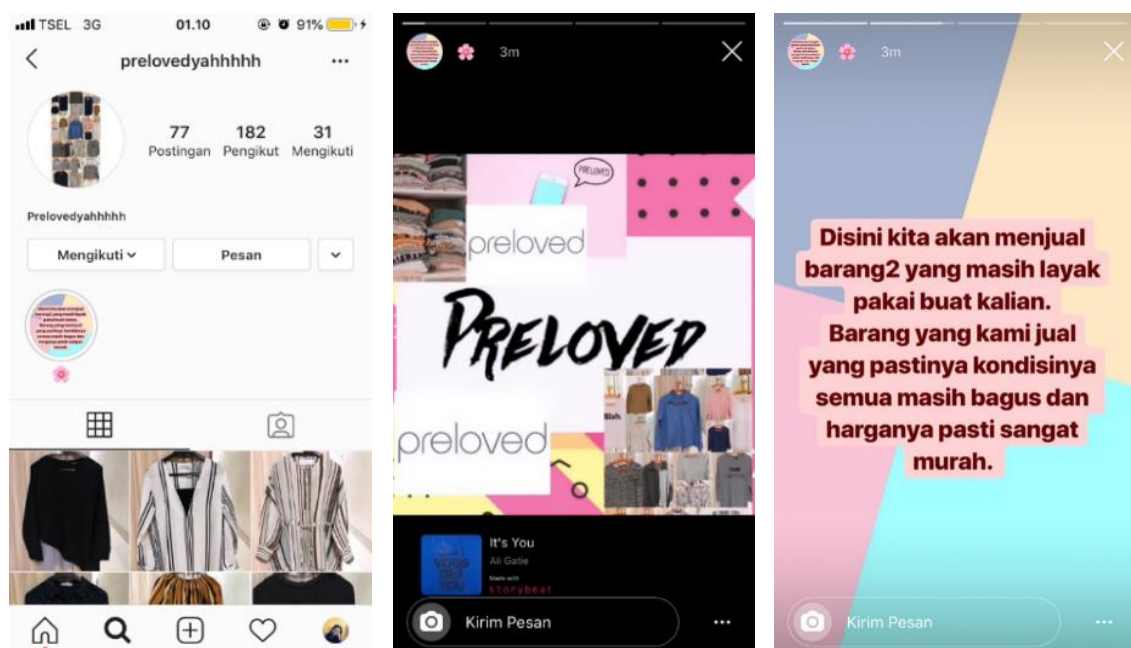 TSEL 3G 01.10 91%
prelovedyahhhhh
77 182 31
Postingan Pengikut Mengikuti
Prelovedyahhhhh
Mengikuti Pesan
3m
PRELOVED
preloved
PRELOVED
preloved
It's You
Ali Gatie
Made with
storybeat
Kirim Pesan
3m
Disini kita akan menjual
barang2 yang masih layak
pakai buat kalian.
Barang yang kami jual
yang pastinya kondisinya
semua masih bagus dan
harganya pasti sangat
murah.
Kirim Pesan